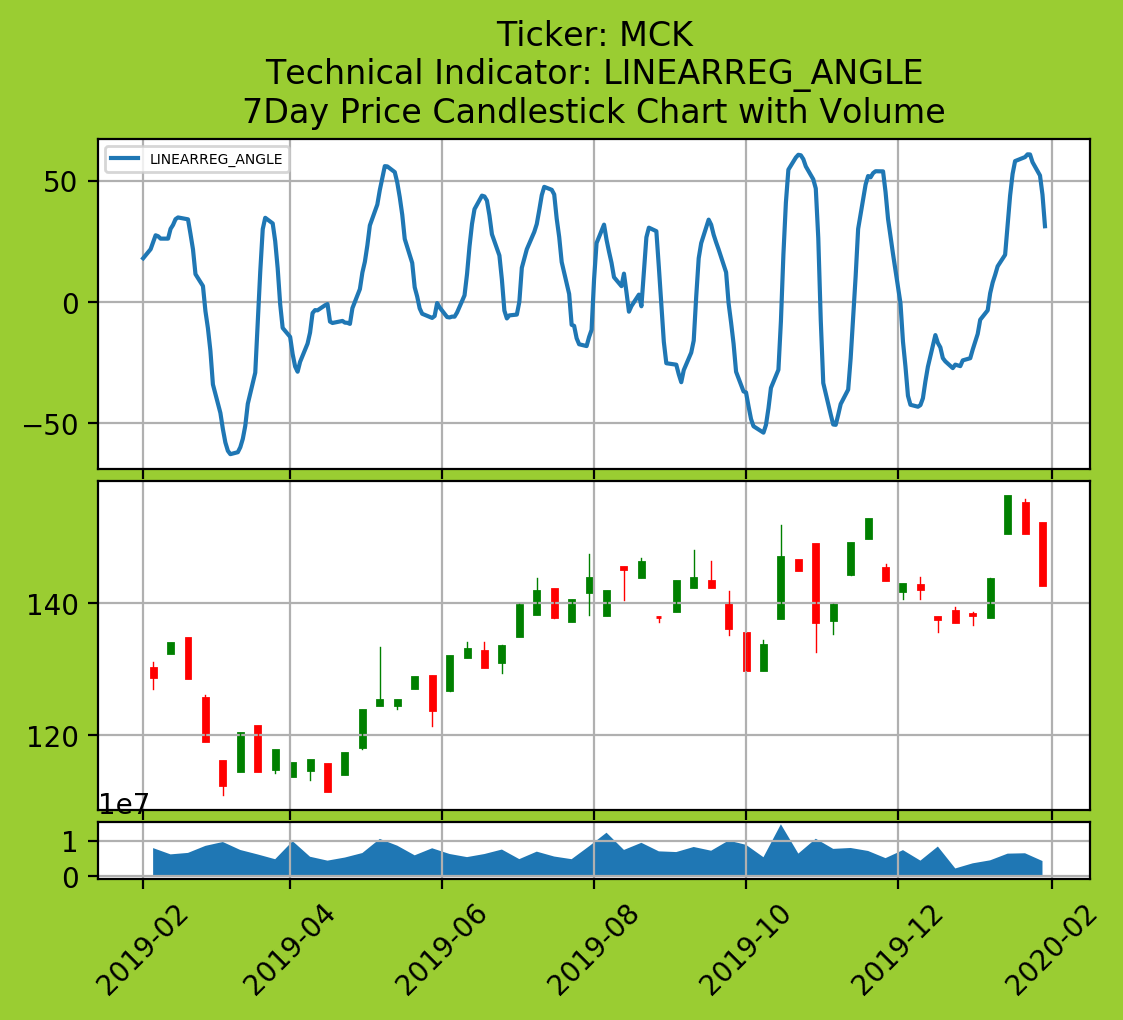 Ticker: MCK
Technical Indicator: LINEARREG_ANGLE
7Day Price Candlestick Chart with Volume
LINEARREG_ANGLE
50
0
−50
140
120
1e7
1
0
2019-02
2019-04
2019-06
2019-08
2019-10
2019-12
2020-02